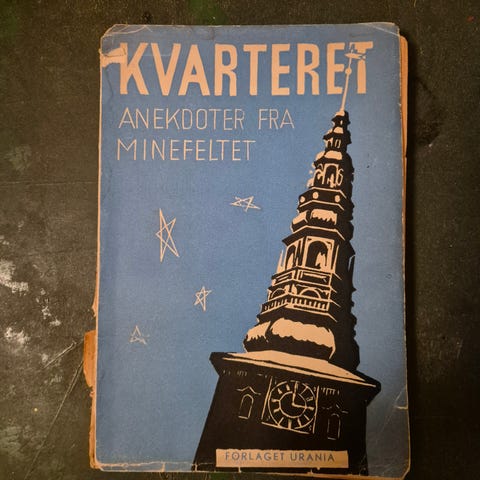 KVARTERET
ANEKDOTER FRA
MINEFELTET
FORLAGET URANIA